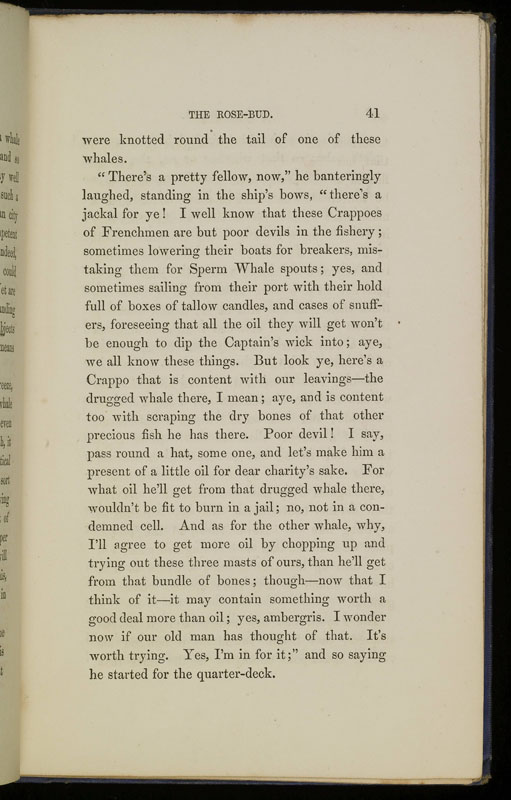 THE ROSE-BUD. 41
were knotted round the tail of one of these
whales.
“There’s a pretty fellow, now,” he banteringly
laughed, standing in the ship’s bows, “there’s a
jackal for ye! I well know that these Crappoes
of Frenchmen are but poor devils in the fishery;
sometimes lowering their boats for breakers, mis-
taking them for Sperm Whale spouts; yes, and
sometimes sailing from their port with their hold
full of boxes of tallow candles, and cases of snuff-
ers, foreseeing that all the oil they will get won’t
be enough to dip the Captain’s wick into; aye,
we all know these things. But look ye, here’s a
Crappo that is content with our leavings—the
drugged whale there, I mean; aye, and is content
too with scraping the dry bones of that other
precious fish he has there. Poor devil! I say,
pass round a hat, some one, and let’s make him a
present of a little oil for dear charity’s sake. For
what oil he’ll get from that drugged whale there,
wouldn’t be fit to burn in a jail; no, not in a con-
demned cell. And as for the other whale, why,
I’ll agree to get more oil by chopping up and
trying out these three masts of ours, than he’ll get
from that bundle of bones; though—now that I
think of it—it may contain something worth a
good deal more than oil; yes, ambergris. I wonder
now if our old man has thought of that. It’s
worth trying. Yes, I’m in for it;” and so saying
he started for the quarter-deck.